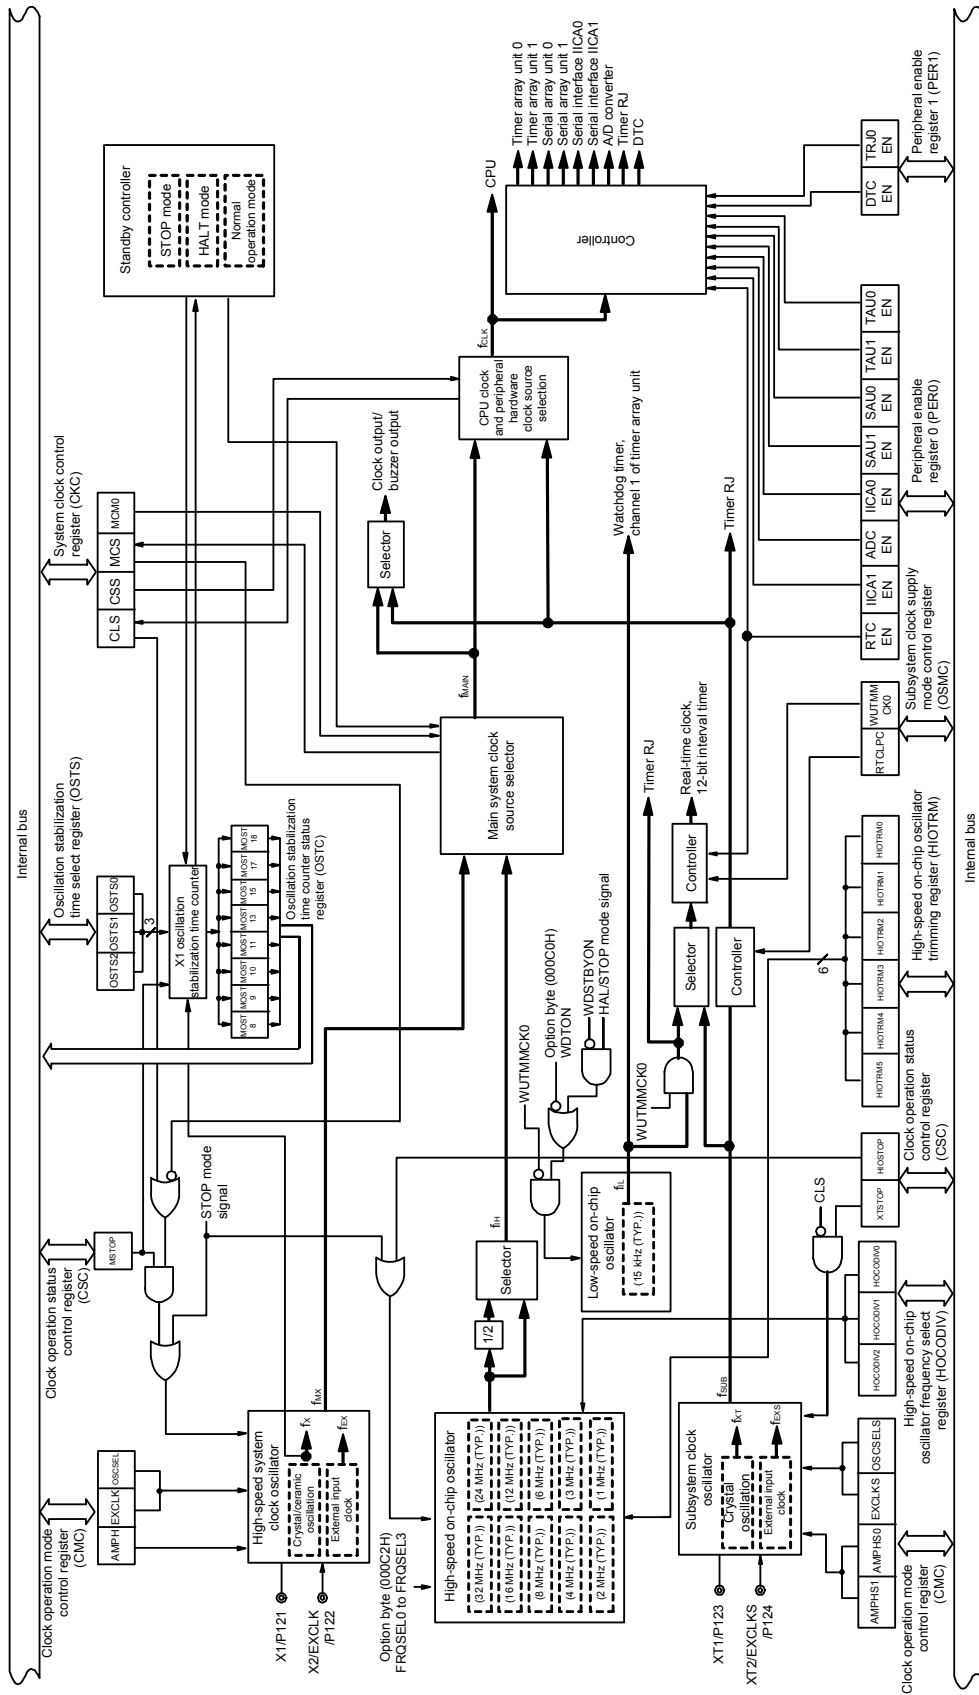 Internal bus
Clock operation mode
control register
(CMC)
AMPH
EXCLK
OSCSEL
Clock operation status
control register
(CSC)
MSTOP
Oscillation stabilization
time select register (OSTS)
OSTS2
OSTS1
OSTS0
3
System clock control
register (CKC)
CLS
CSS
MCS
MCM0
Standby controller
STOP mode
HALT mode
Normal
operation mode
X1 oscillation
stabilization time counter
MOST
8
MOST
9
MOST
10
MOST
11
MOST
13
MOST
15
MOST
17
MOST
18
Oscillation stabilization
time counter status
register (OSTC)
STOP mode
signal
High-speed system
clock oscillator
Crystal/ceramic
oscillation
fX
External input
clock
fEX
fMX
X1/P121
X2/EXCLK
/P122
Option byte (000C2H)
FRQSEL0 to FRQSEL3
High-speed on-chip oscillator
(32 MHz (TYP.))
(24 MHz (TYP.))
(16 MHz (TYP.))
(12 MHz (TYP.))
(8 MHz (TYP.))
(6 MHz (TYP.))
(4 MHz (TYP.))
(3 MHz (TYP.))
(2 MHz (TYP.))
(1 MHz (TYP.))
1/2
Selector
fIH
WUTMMCK0
Option byte (000C0H)
WDTON
WDSTBYON
HAL/STOP mode signal
Low-speed on-chip
oscillator
(15 kHz (TYP.))
fIL
Main system clock
source selector
fMAIN
Selector
Clock output/
buzzer output
CPU clock
and peripheral
hardware
clock source
selection
fCLK
CPU
Controller
Timer array unit 0
Timer array unit 1
Serial array unit 0
Serial array unit 1
Serial interface IICA0
Serial interface IICA1
A/D converter
Timer RJ
DTC
Watchdog timer,
channel 1 of timer array unit
WUTMMCK0
Timer RJ
Selector
Controller
Real-time clock,
12-bit interval timer
Controller
Timer RJ
XT1/P123
XT2/EXCLKS
/P124
Subsystem clock
oscillator
Crystal
oscillation
fXT
External input
clock
fEXS
fSUB
CLS
6
AMPHS1
AMPHS0
EXCLKS
OSCSELS
Clock operation mode
control register
(CMC)
HOCODIV2
HOCODIV1
HOCODIV0
High-speed on-chip
oscillator frequency select
register (HOCODIV)
XTSTOP
HIOSTOP
Clock operation status
control register
(CSC)
HIOTRM5
HIOTRM4
HIOTRM3
HIOTRM2
HIOTRM1
HIOTRM0
High-speed on-chip oscillator
trimming register (HIOTRM)
RTCLPC
WUTMM
CK0
Subsystem clock supply
mode control register
(OSMC)
RTC
EN
IICA1
EN
ADC
EN
IICA0
EN
SAU1
EN
SAU0
EN
TAU1
EN
TAU0
EN
Peripheral enable
register 0 (PER0)
DTC
EN
TRJ0
EN
Peripheral enable
register 1 (PER1)
Internal bus